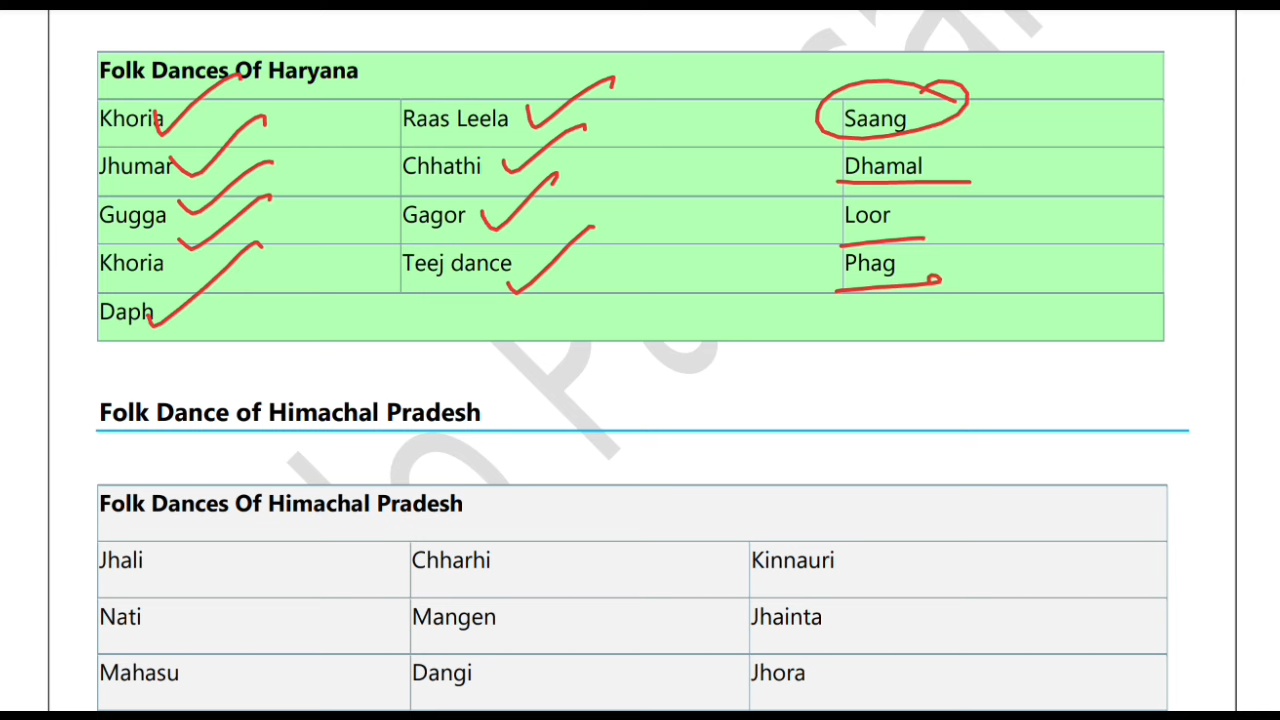 Folk Dances Of Haryana
Khoria Raas Leela Saang
Jhumar Chhathi Dhamal
Gugga Gagor Loor
Khoria Teej dance Phag
Daph
Folk Dance of Himachal Pradesh
Folk Dances Of Himachal Pradesh
Jhali Chharhi Kinnauri
Nati Mangen Jhainta
Mahasu Dangi Jhora